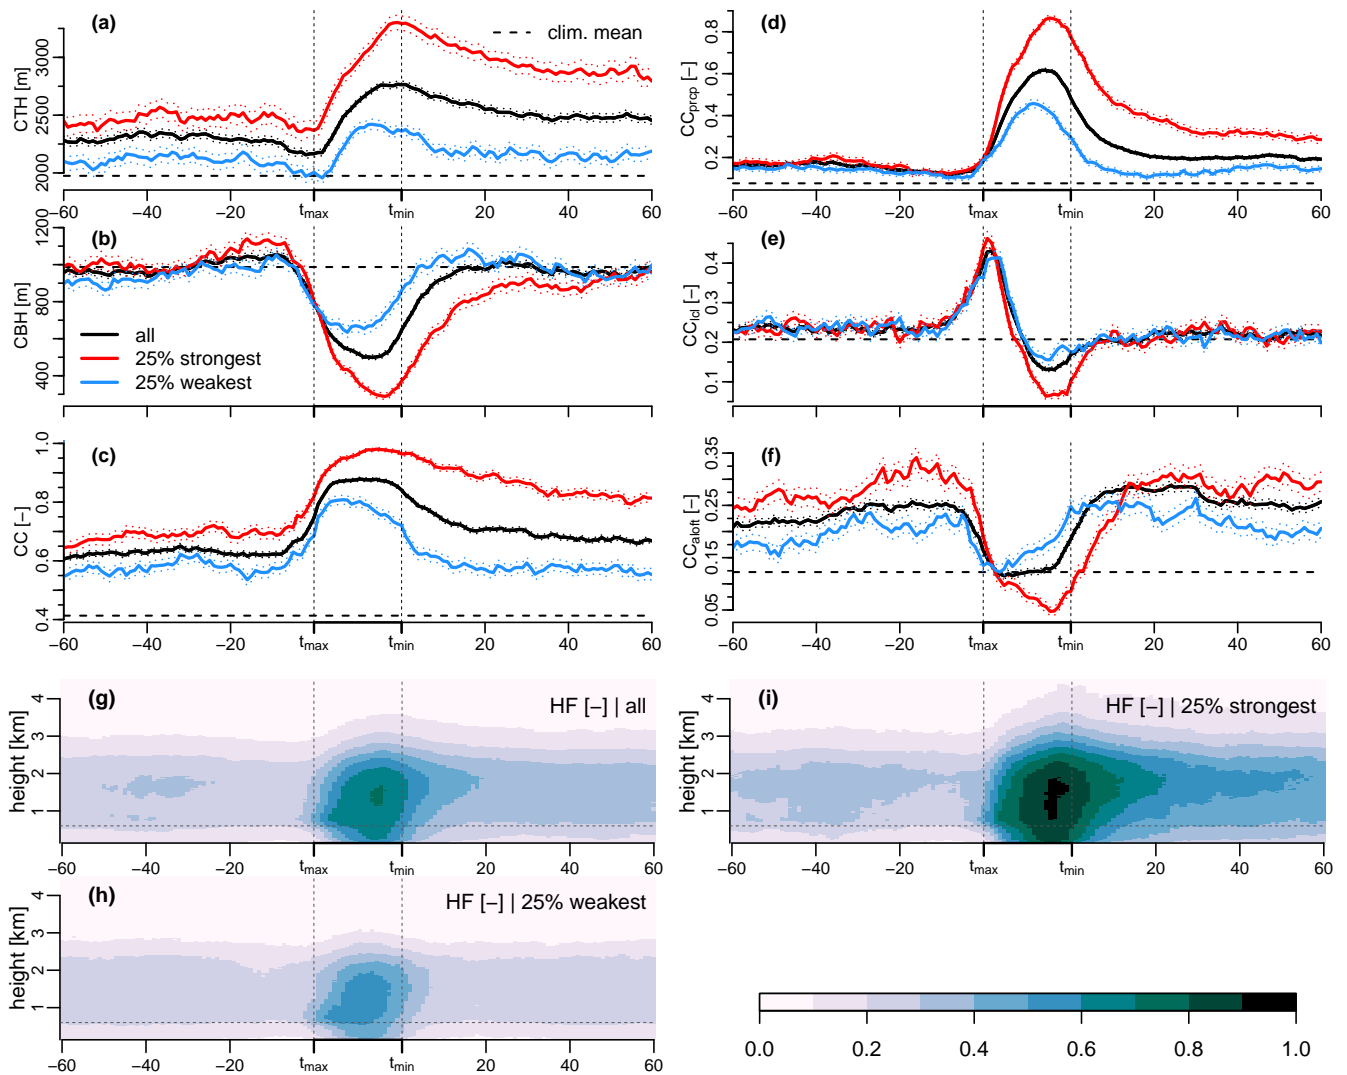 (a)
clim. mean
CTH [m]
2000 2500 3000
−60 −40 −20 tmax tmin 20 40 60
(d)
CCprcp [−]
0.2 0.4 0.6 0.8
−60 −40 −20 tmax tmin 20 40 60
(b)
CBH [m]
400 800 1200
all
25% strongest
25% weakest
(e)
CClcl [−]
0.1 0.2 0.3 0.4
(c)
CC [−]
0.4 0.6 0.8 1.0
−60 −40 −20 tmax tmin 20 40 60
(f)
CCaloft [−]
0.05 0.15 0.25 0.35
−60 −40 −20 tmax tmin 20 40 60
(g)
HF [−] | all
height [km]
1 2 3 4
−60 −40 −20 tmax tmin 20 40 60
(i)
HF [−] | 25% strongest
height [km]
1 2 3 4
−60 −40 −20 tmax tmin 20 40 60
(h)
HF [−] | 25% weakest
height [km]
1 2 3 4
−60 −40 −20 tmax tmin 20 40 60
0.0 0.2 0.4 0.6 0.8 1.0